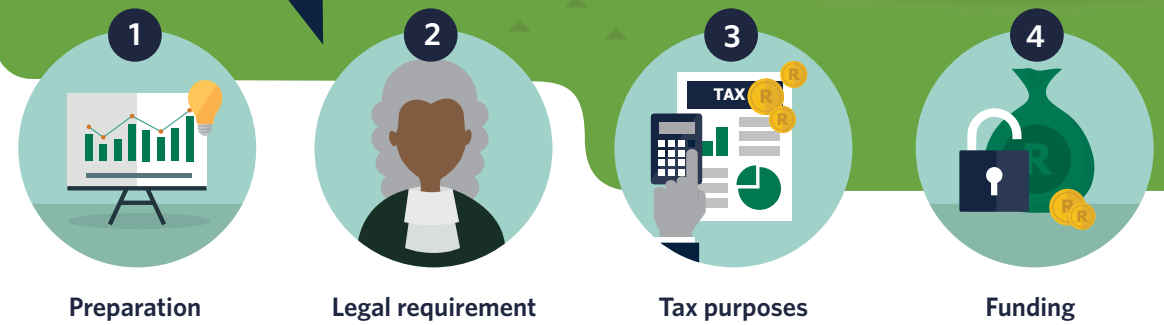 1
2
3
4
TAX
R
R
R
R
R
R
Preparation
Legal requirement
Tax purposes
Funding